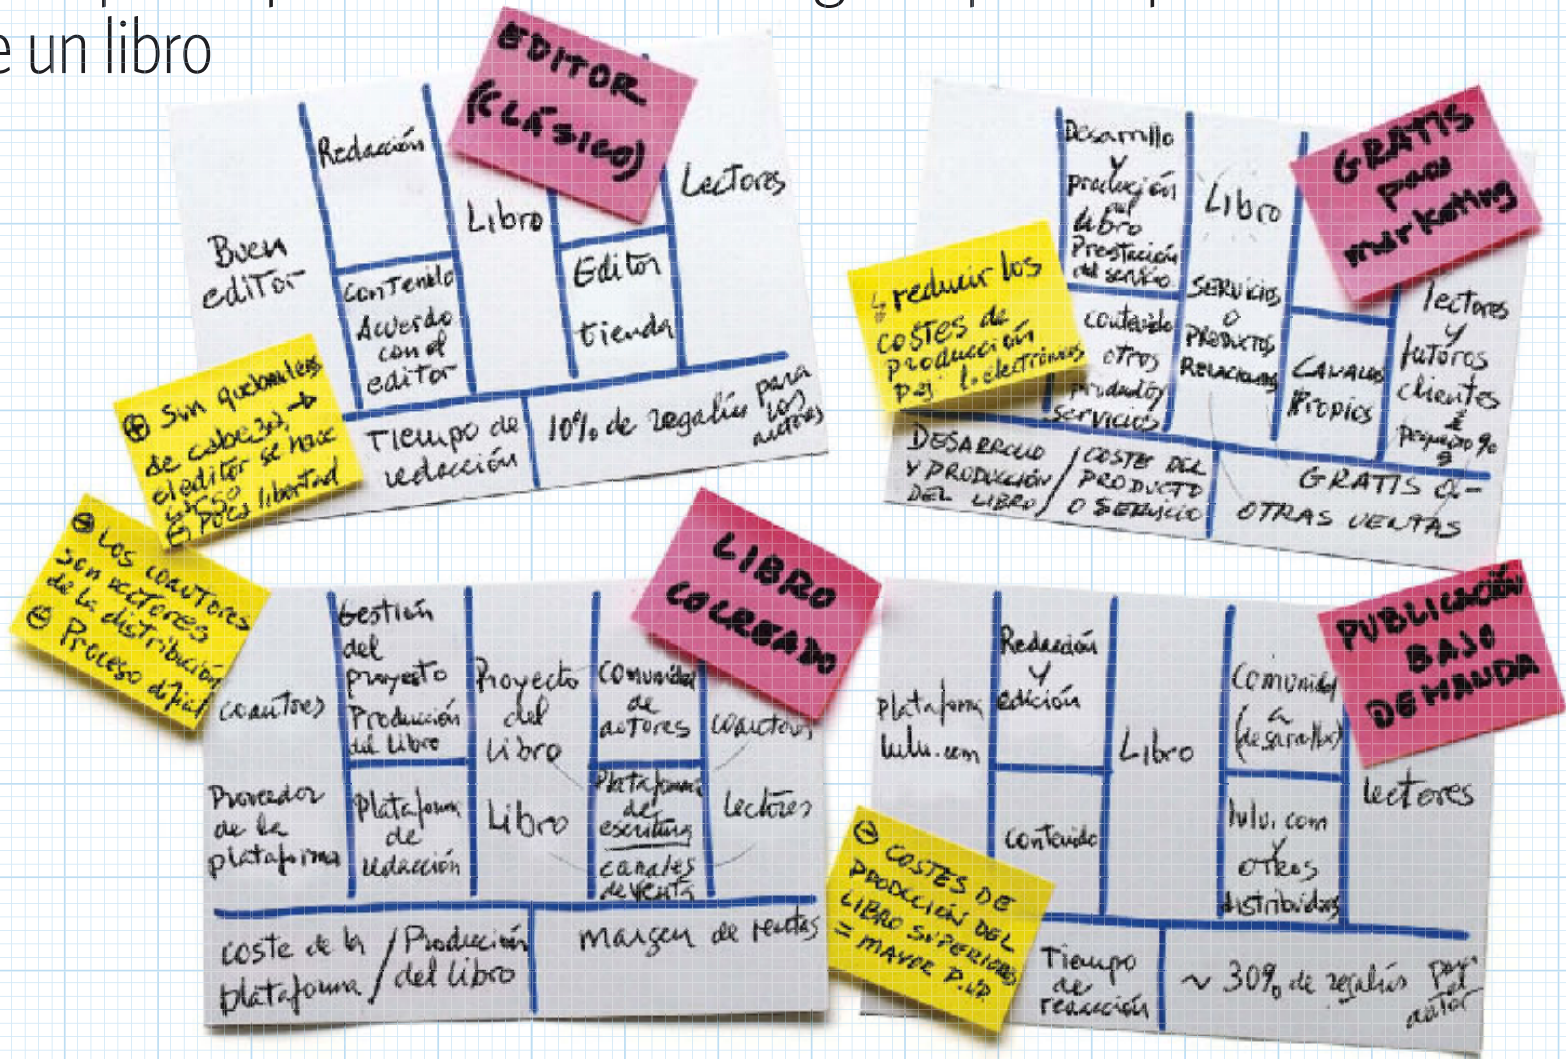 e un libro
EDITOR
(CLÁSICO)
Buen
editor
Redacción
Contenido
Acuerdo
con el
editor
Libro
Editor
tienda
Lectores
Tiempo de
redacción
10% de regalías para
los
autores
⊕ Sin quebraderos
de cabeza →
el editor se hace
⊖ Poca libertad
GRATIS
para
marketing
Desarrollo
y
producción
del
libro
Prestación
del servicio
contenido
otros
productos
servicios
Libro
SERVICIOS
O
PRODUCTOS
RELACIONADOS
CANALES
PROPIOS
lectores
y
futuros
clientes
pequeño %
DESARROLLO
Y PRODUCCIÓN
DEL LIBRO /
COSTES DEL
PRODUCTO
O SERVICIO
GRATIS
OTRAS VENTAS
↳ reducir los
costes de
producción
p.ej. l. electrónicos
LIBRO
COCREADO
⊕ Los coautores
son vectores
de la distribución
⊖ Proceso difícil
coautores
Proveedor
de la
plataforma
Gestión
del
proyecto
Producción
del libro
Plataforma
de
redacción
Proyecto
del
libro
Libro
Comunidad
de
autores
Plataforma
de
escritura
canales
de venta
coautores
Lectores
coste de la
plataforma /
Producción
del libro
margen de ventas
PUBLICACIÓN
BAJO
DEMANDA
Plataforma
lulu.com
Redacción
y
edición
contenido
Libro
Comunidad
(a
desarrollar)
lulu.com
y
otros
distribuidores
lectores
⊖ COSTES DE
PRODUCCIÓN DEL
LIBRO SUPERIORES
= MAYOR P.V.P.
Tiempo
de
redacción
~ 30% de regalías para
el
autor